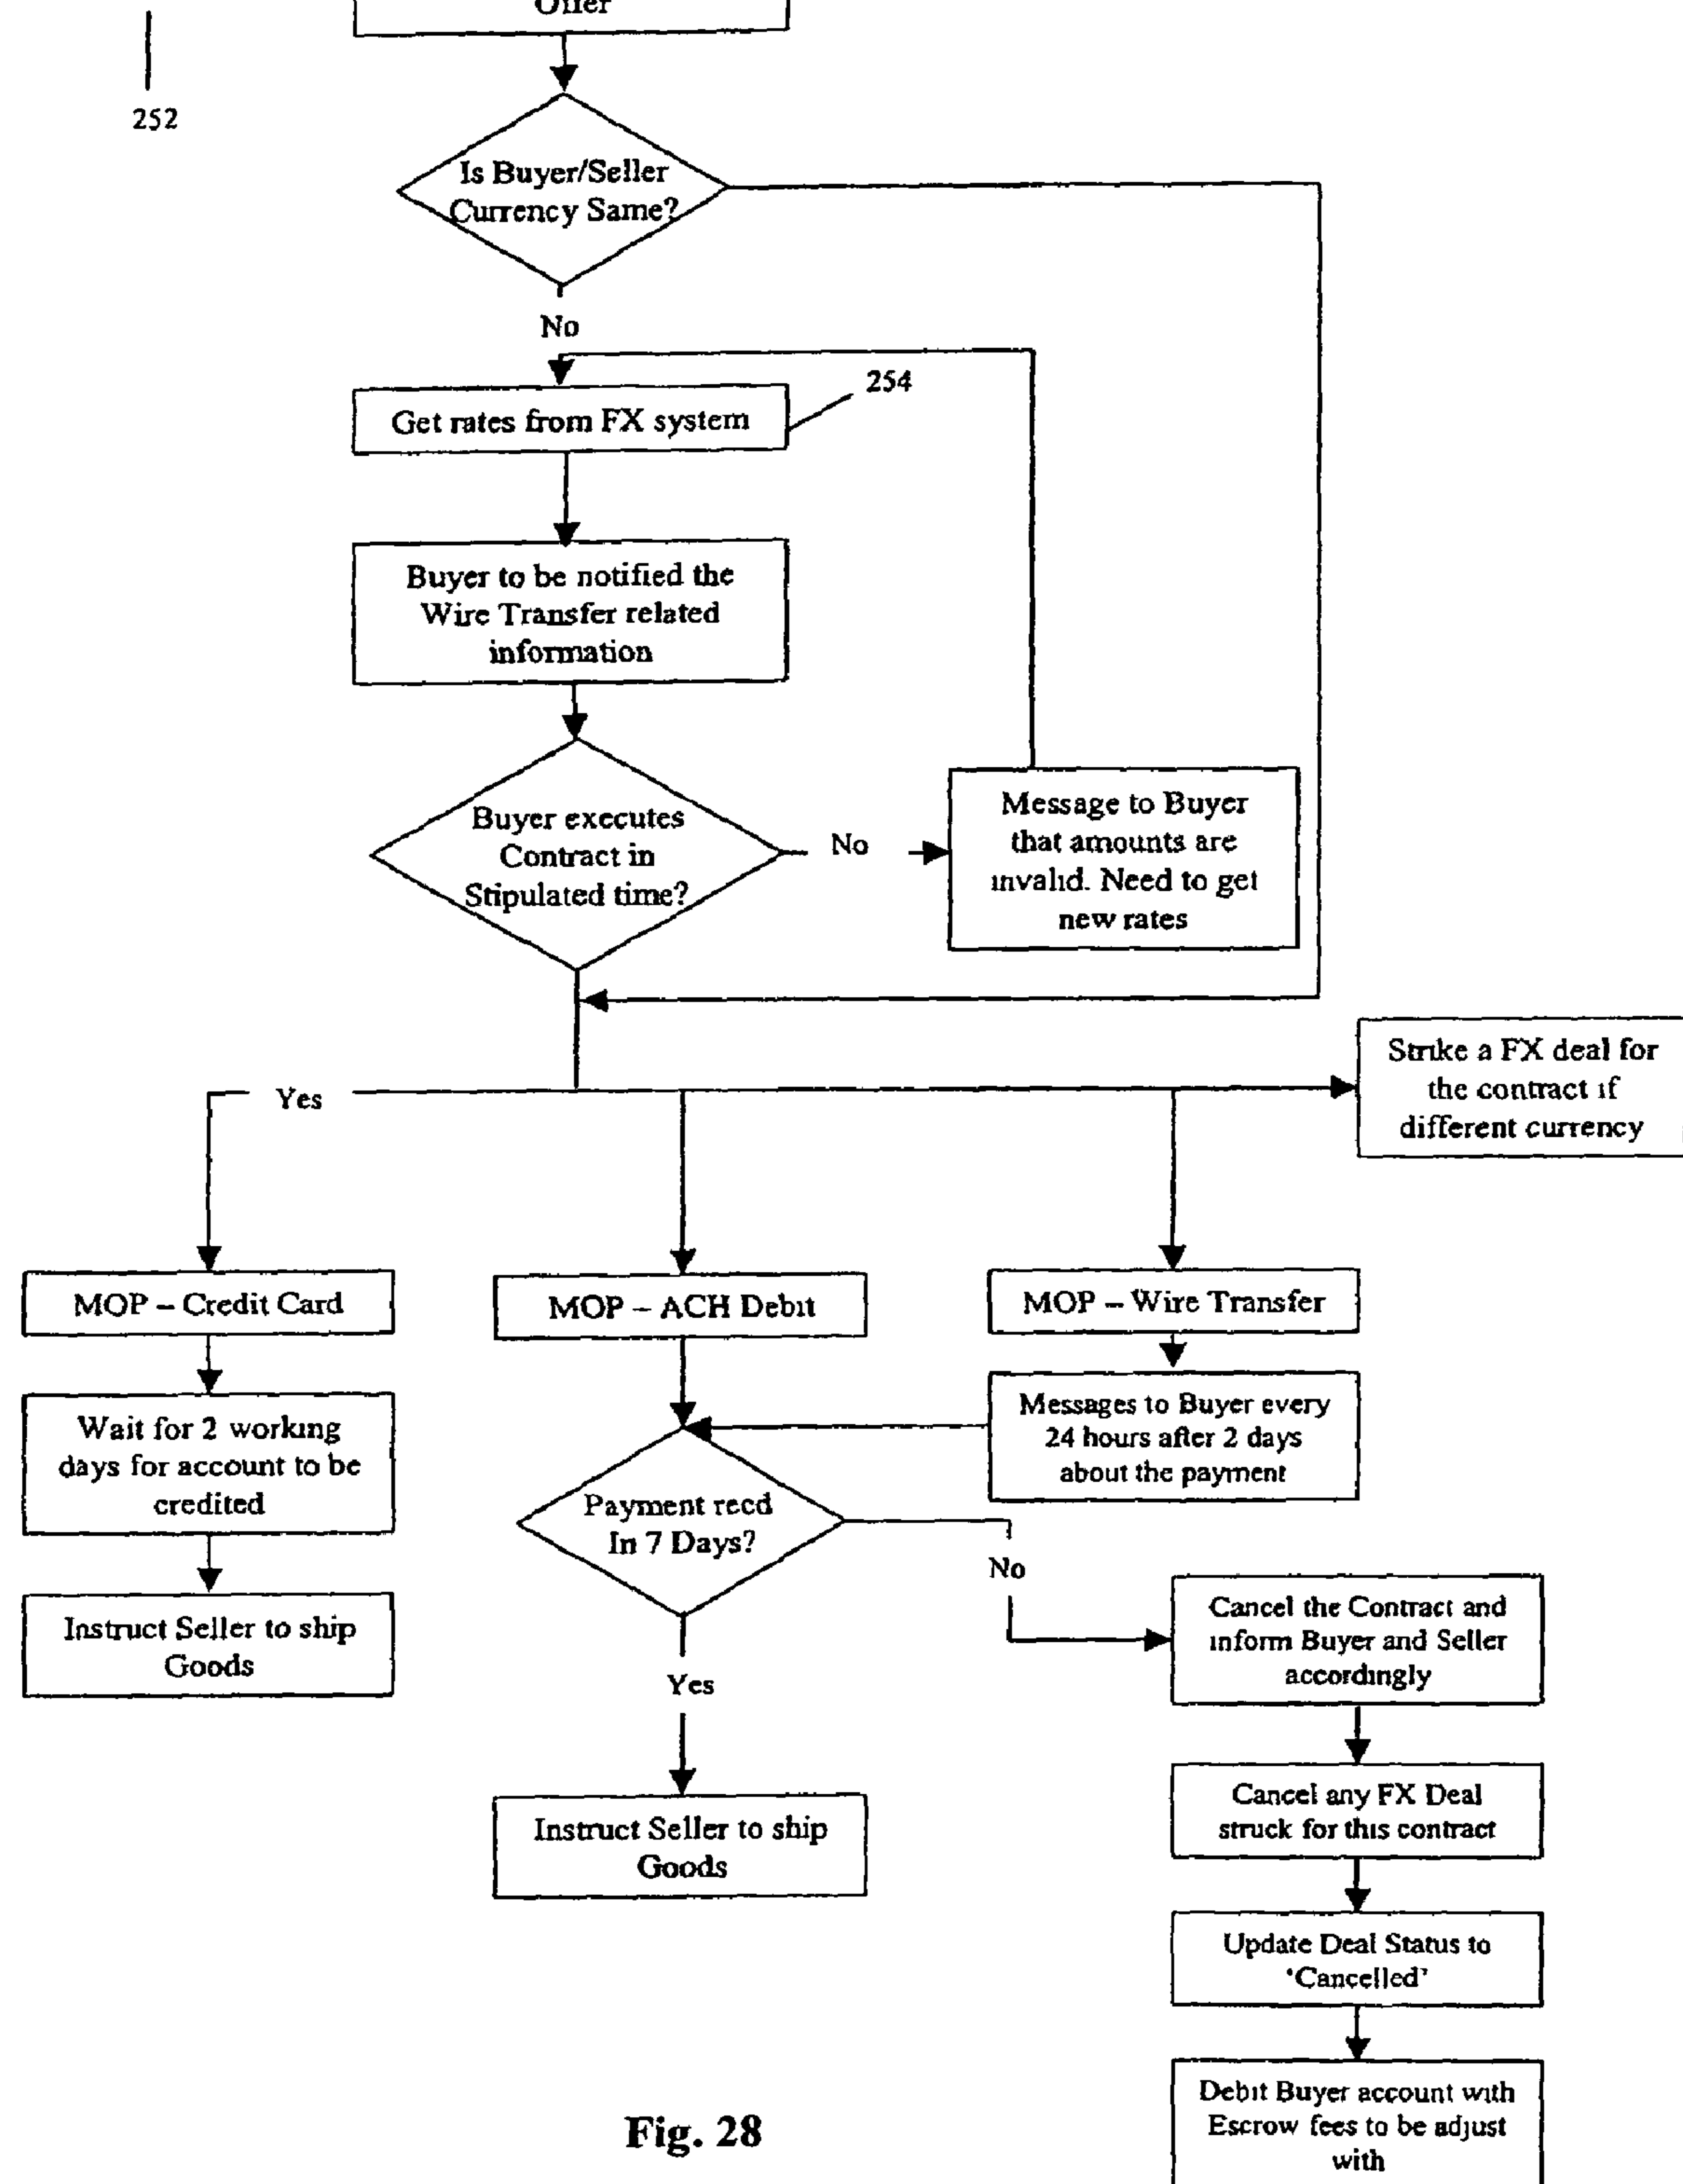 Offer
252
Is Buyer/Seller
Currency Same?
No
254
Get rates from FX system
Buyer to be notified the
Wire Transfer related
information
Buyer executes
Contract in
Stipulated time?
No
Message to Buyer
that amounts are
invalid. Need to get
new rates
Strike a FX deal for
the contract if
different currency
Yes
MOP – Credit Card
MOP – ACH Debit
MOP – Wire Transfer
Wait for 2 working
days for account to be
credited
Messages to Buyer every
24 hours after 2 days
about the payment
Payment recd
In 7 Days?
No
Instruct Seller to ship
Goods
Cancel the Contract and
inform Buyer and Seller
accordingly
Yes
Cancel any FX Deal
struck for this contract
Instruct Seller to ship
Goods
Update Deal Status to
‘Cancelled’
Debit Buyer account with
Escrow fees to be adjust
with
Fig. 28